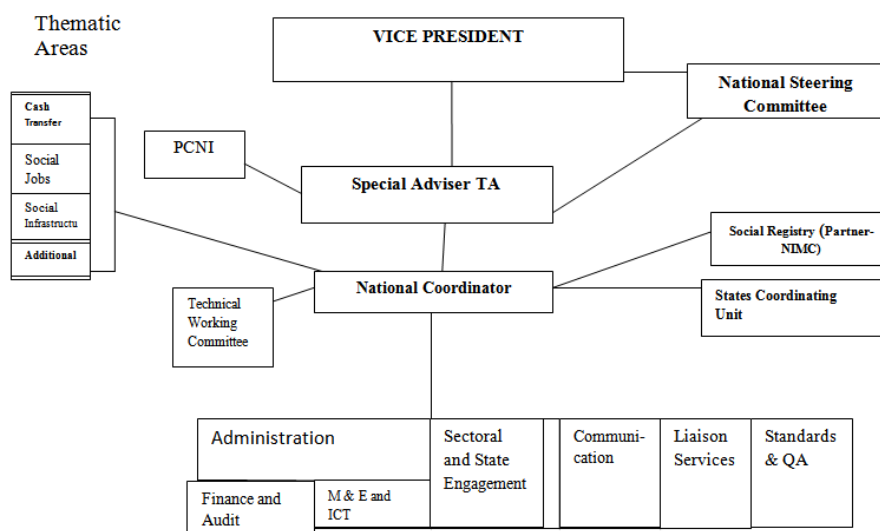 Thematic
Areas
VICE PRESIDENT
National Steering
Committee
Cash
Transfer
Social
Jobs
Social
Infrastructu
Additional
PCNI
Special Adviser TA
Social Registry (Partner-
NIMC)
National Coordinator
States Coordinating
Unit
Technical
Working
Committee
Administration
Sectoral
and State
Engagement
Communi-
cation
Liaison
Services
Standards
& QA
Finance and
Audit
M & E and
ICT